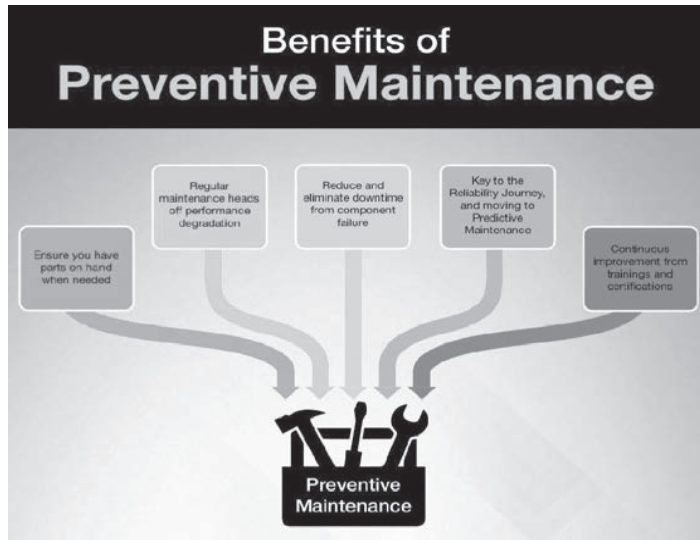 Benefits of
Preventive Maintenance
Ensure you have
parts on hand
when needed
Regular
maintenance heads
off performance
degradation
Reduce and
eliminate downtime
from component
failure
Key to the
Reliability Journey,
and moving to
Predictive
Maintenance
Continuous
improvement from
trainings and
certifications
Preventive
Maintenance